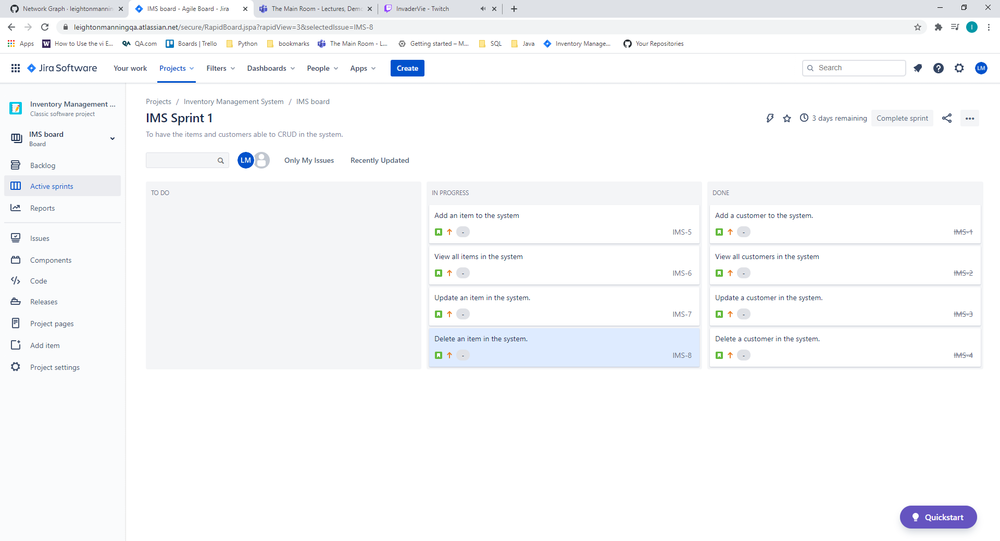 Network Graph · leightonmannin
IMS board - Agile Board - Jira
The Main Room - Lectures, Demo
InvaderVie - Twitch
leightonmanningqa.atlassian.net/secure/RapidBoard.jspa?rapidView=3&selectedIssue=IMS-8
I
Apps
W
How to Use the vi E...
QA
QA.com
Boards | Trello
Python
bookmarks
The Main Room - L...
Getting started – M...
SQL
Java
Inventory Manage...
Your Repositories
Jira Software
Your work
Projects
Filters
Dashboards
People
Apps
Create
Search
LM
Inventory Management ...
Classic software project
IMS board
Board
Backlog
Active sprints
Reports
Issues
Components
Code
Releases
Project pages
Add item
Project settings
Projects / Inventory Management System / IMS board
IMS Sprint 1
3 days remaining
Complete sprint
To have the items and customers able to CRUD in the system.
LM
Only My Issues
Recently Updated
TO DO
IN PROGRESS
Add an item to the system
- IMS-5
View all items in the system
- IMS-6
Update an item in the system.
- IMS-7
Delete an item in the system.
- IMS-8
DONE
Add a customer to the system.
- IMS-1
View all customers in the system
- IMS-2
Update a customer in the system.
- IMS-3
Delete a customer in the system.
- IMS-4
Quickstart